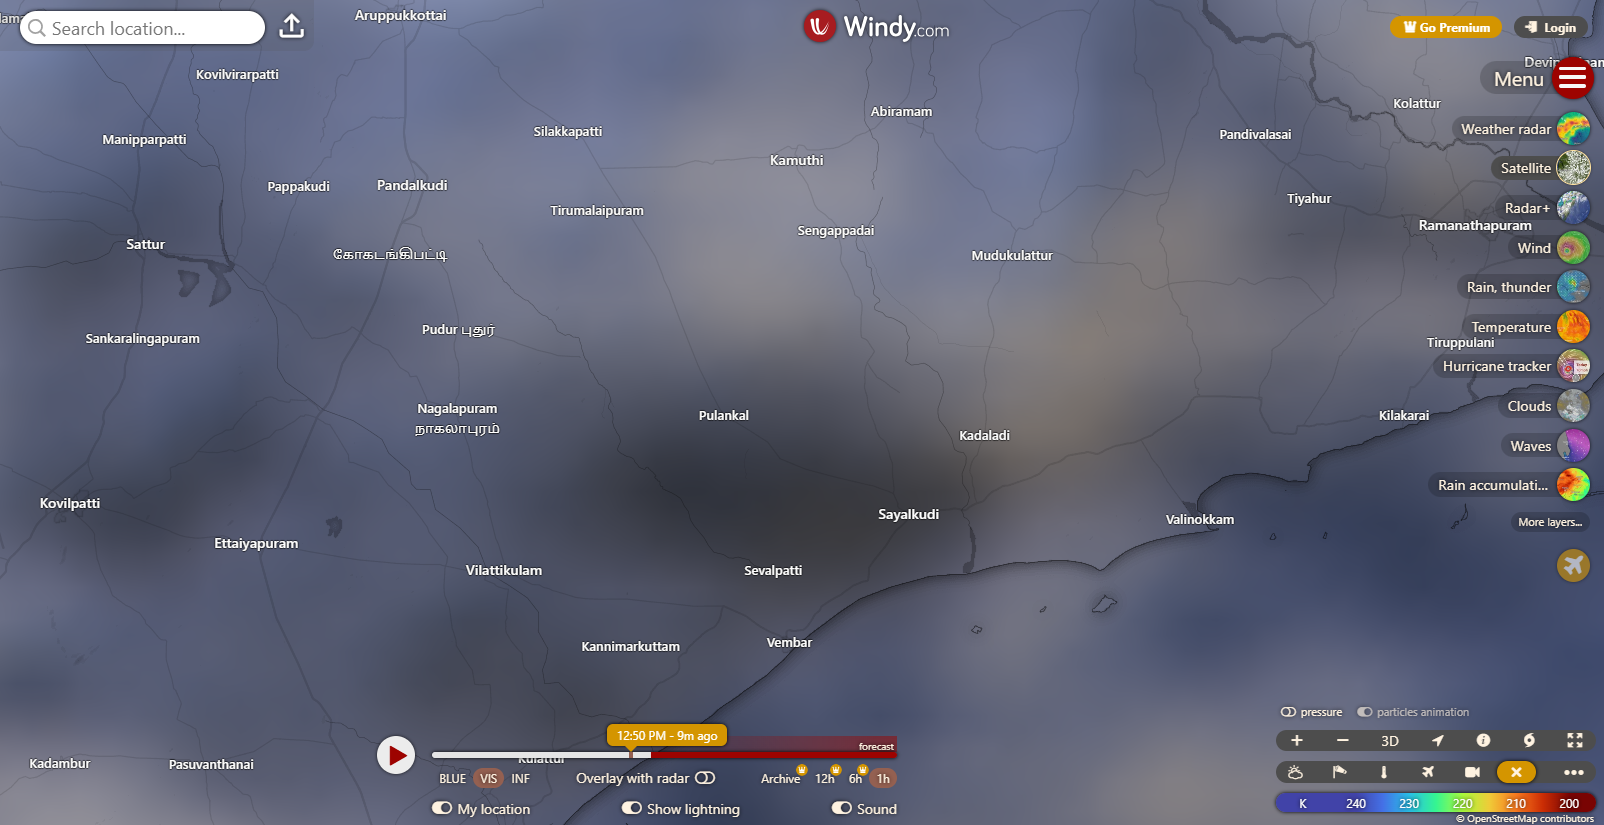 Aruppukkottai
Search location...
Windy.com
Go Premium
Login
Kovilvirarpatti
Menu
Kolattur
Abiramam
Manipparpatti
Silakkapatti
Pandivalasai
Weather radar
Kamuthi
Satellite
Pappakudi
Pandalkudi
Tirumalaipuram
Tiyahur
Radar+
Sengappadai
Ramanathapuram
Sattur
கோகடங்கிபட்டி
Mudukulattur
Wind
Rain, thunder
Sankaralingapuram
Pudur புதுர்
Temperature
Tiruppulani
Hurricane tracker
Nagalapuram
நாகலாபுரம்
Pulankal
Kilakarai
Clouds
Kadaladi
Waves
Rain accumulati...
Kovilpatti
Sayalkudi
Valinokkam
More layers...
Ettaiyapuram
Vilattikulam
Sevalpatti
Kannimarkuttam
Vembar
pressure
particles animation
12:50 PM - 9m ago
forecast
3D
Kadambur
Pasuvanthanai
Kulattur
BLUE VIS INF
Overlay with radar
Archive 12h 6h 1h
My location
Show lightning
Sound
K 240 230 220 210 200
© OpenStreetMap contributors